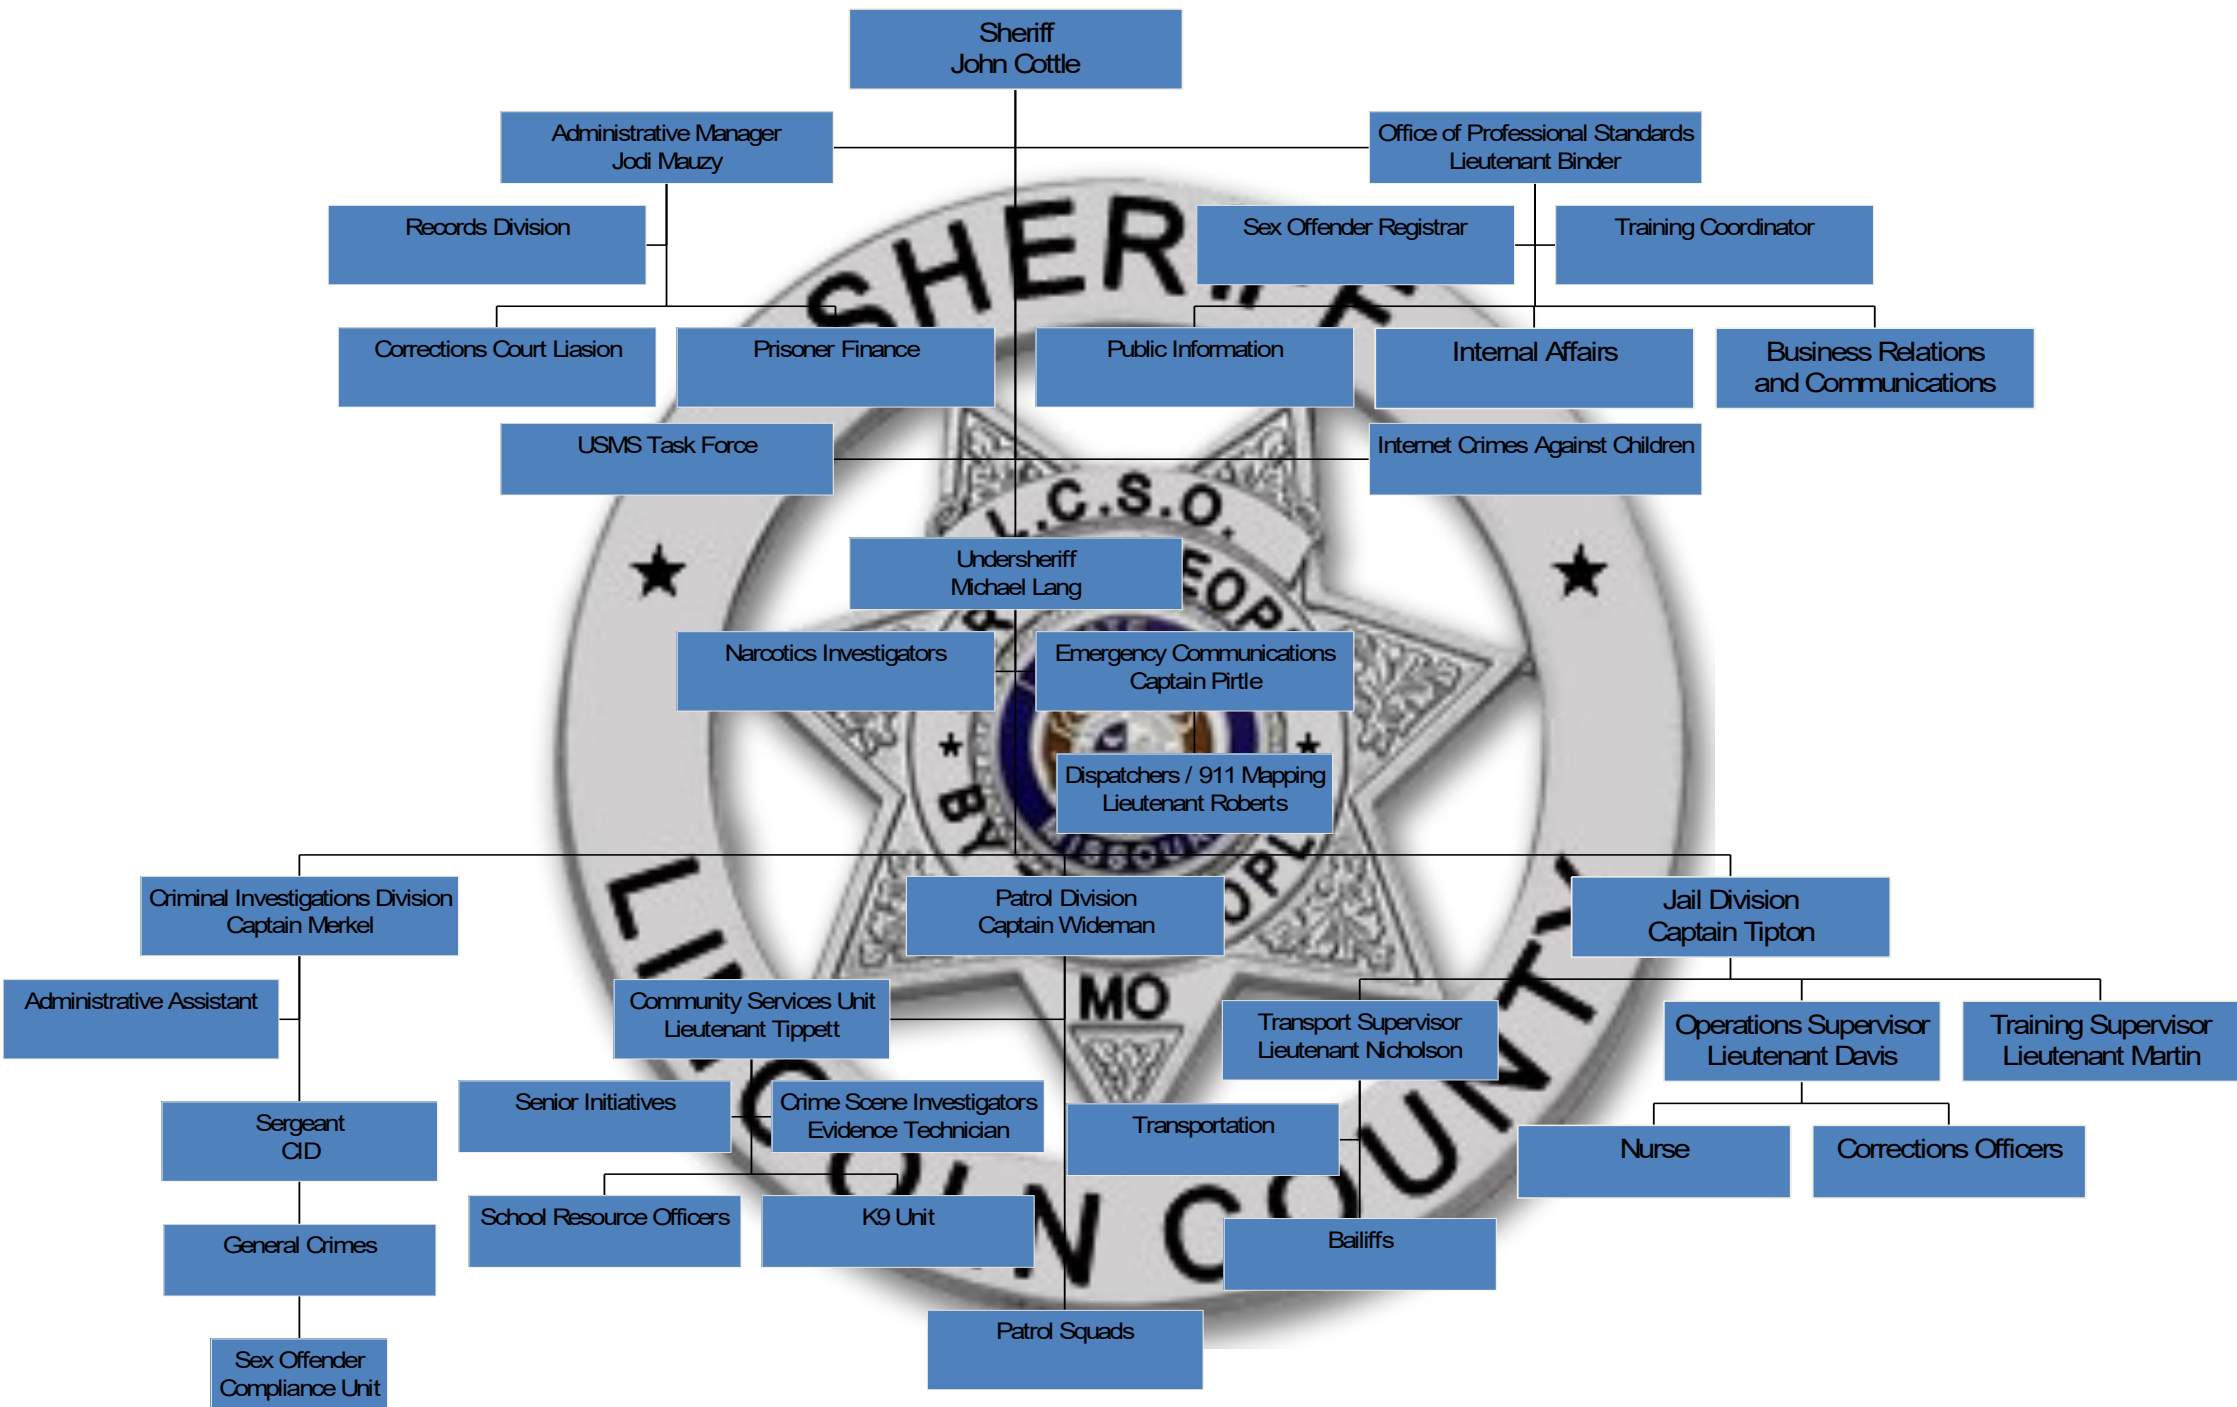 Sheriff
John Cottle
Administrative Manager
Jodi Mauzy
Office of Professional Standards
Lieutenant Binder
Records Division
Sex Offender Registrar
Training Coordinator
Corrections Court Liasion
Prisoner Finance
Public Information
Internal Affairs
Business Relations
and Communications
USMS Task Force
Internet Crimes Against Children
L.C.S.O.
Undersheriff
Michael Lang
Narcotics Investigators
Emergency Communications
Captain Pirtle
Dispatchers / 911 Mapping
Lieutenant Roberts
BY
Criminal Investigations Division
Captain Merkel
Patrol Division
Captain Wideman
Jail Division
Captain Tipton
MO
Administrative Assistant
Community Services Unit
Lieutenant Tippett
Transport Supervisor
Lieutenant Nicholson
Operations Supervisor
Lieutenant Davis
Training Supervisor
Lieutenant Martin
Sergeant
CID
Senior Initiatives
Crime Scene Investigators
Evidence Technician
Transportation
Nurse
Corrections Officers
School Resource Officers
K9 Unit
General Crimes
Bailiffs
Patrol Squads
Sex Offender
Compliance Unit
SHERIFF
LINCOLN COUNTY